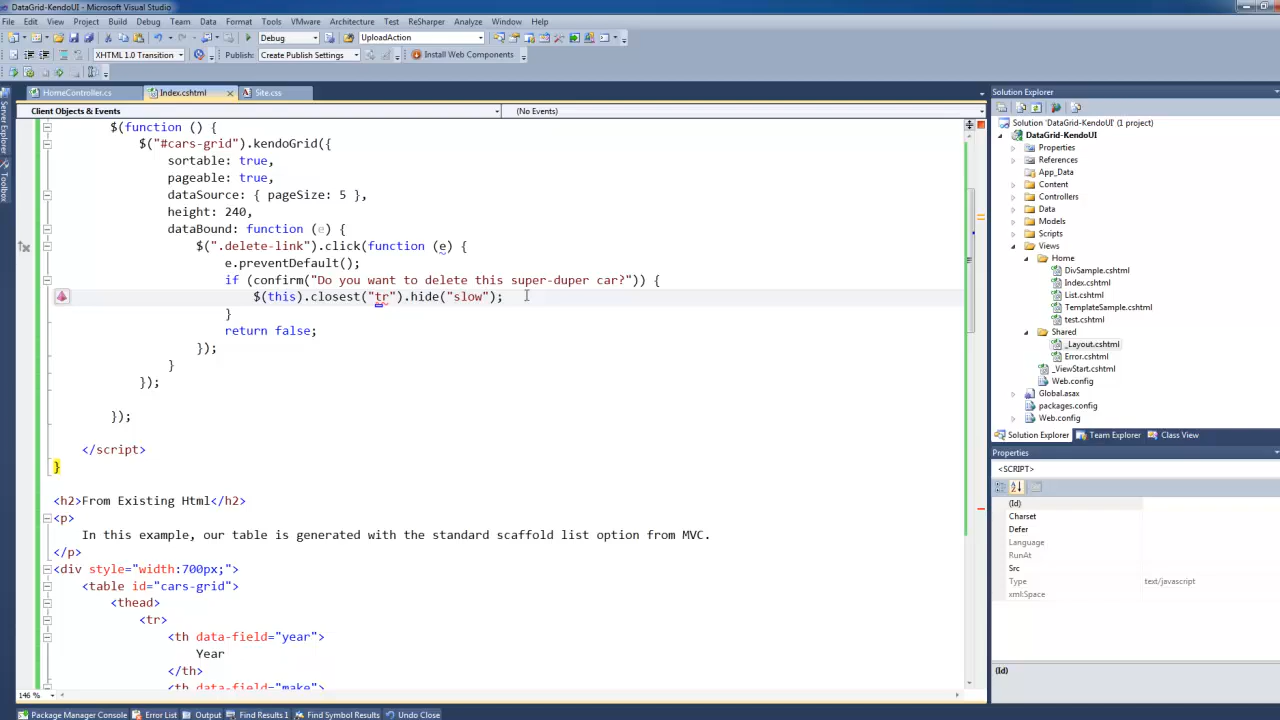 DataGrid-KendoUI - Microsoft Visual Studio
File Edit View Project Build Debug Team Data Format Tools VMware Architecture Test ReSharper Analyze Window Help
Debug UploadAction
XHTML 1.0 Transition Publish: Create Publish Settings Install Web Components
HomeController.cs Index.cshtml x Site.css
Client Objects & Events (No Events)
$(function () {
$("#cars-grid").kendoGrid({
sortable: true,
pageable: true,
dataSource: { pageSize: 5 },
height: 240,
dataBound: function (e) {
$(".delete-link").click(function (e) {
e.preventDefault();
if (confirm("Do you want to delete this super-duper car?")) {
$(this).closest("tr").hide("slow");
}
return false;
});
}
});
});
</script>
}
<h2>From Existing Html</h2>
<p>
In this example, our table is generated with the standard scaffold list option from MVC.
</p>
<div style="width:700px;">
<table id="cars-grid">
<thead>
<tr>
<th data-field="year">
Year
</th>
<th data-field="make">
146 %
Server Explorer
Toolbox
Solution Explorer
Solution 'DataGrid-KendoUI' (1 project)
DataGrid-KendoUI
Properties
References
App_Data
Content
Controllers
Data
Models
Scripts
Views
Home
DivSample.cshtml
Index.cshtml
List.cshtml
TemplateSample.cshtml
test.cshtml
Shared
_Layout.cshtml
Error.cshtml
_ViewStart.cshtml
Web.config
Global.asax
packages.config
Web.config
Solution Explorer Team Explorer Class View
Properties
<SCRIPT>
(Id)
Charset
Defer
Language
RunAt
Src
Type text/javascript
xml:Space
(Id)
Package Manager Console Error List Output Find Results 1 Find Symbol Results Undo Close